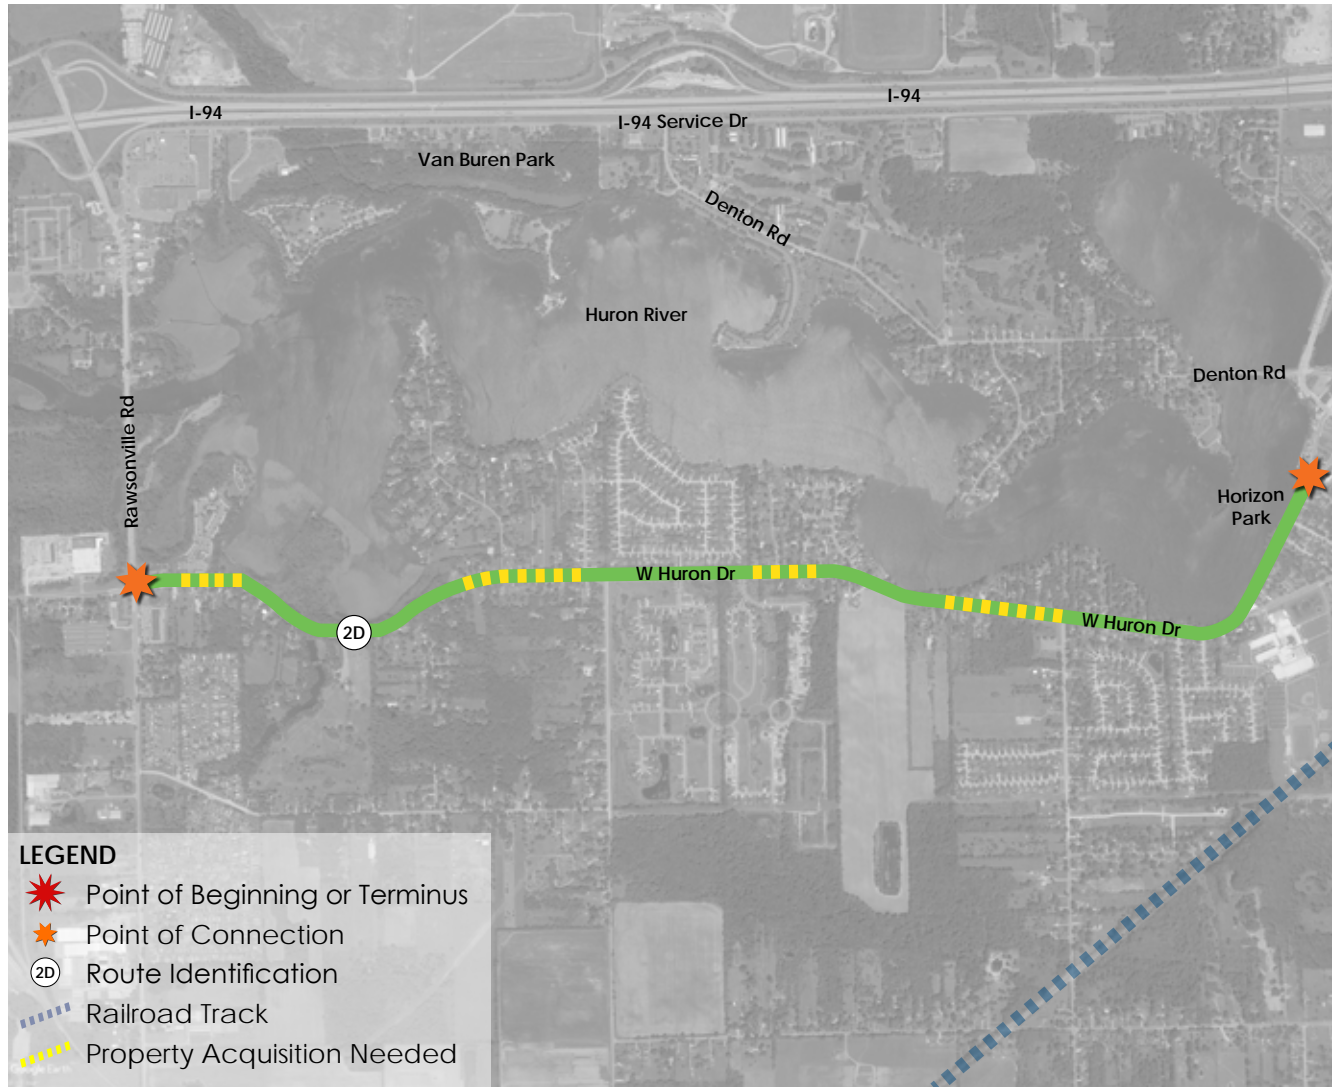 I-94
I-94
I-94 Service Dr
Van Buren Park
Denton Rd
Huron River
Denton Rd
Rawsonville Rd
Horizon
Park
W Huron Dr
W Huron Dr
2D
LEGEND
Point of Beginning or Terminus
Point of Connection
2D Route Identification
Railroad Track
Property Acquisition Needed
Google Earth